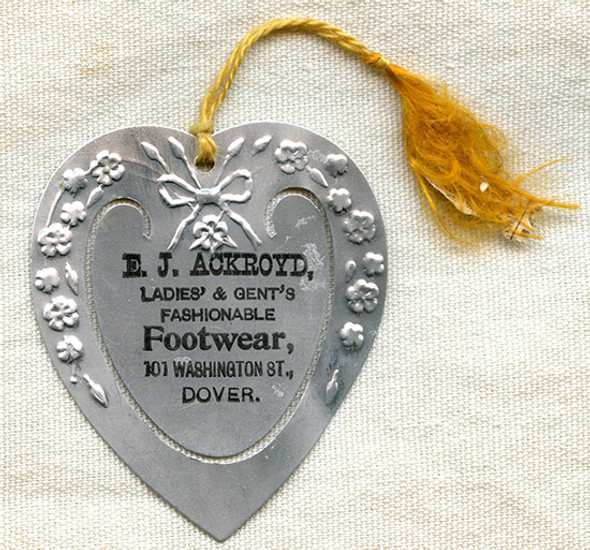 E. J. ACKROYD,
LADIES' & GENT'S
FASHIONABLE
Footwear,
101 WASHINGTON ST.,
DOVER.